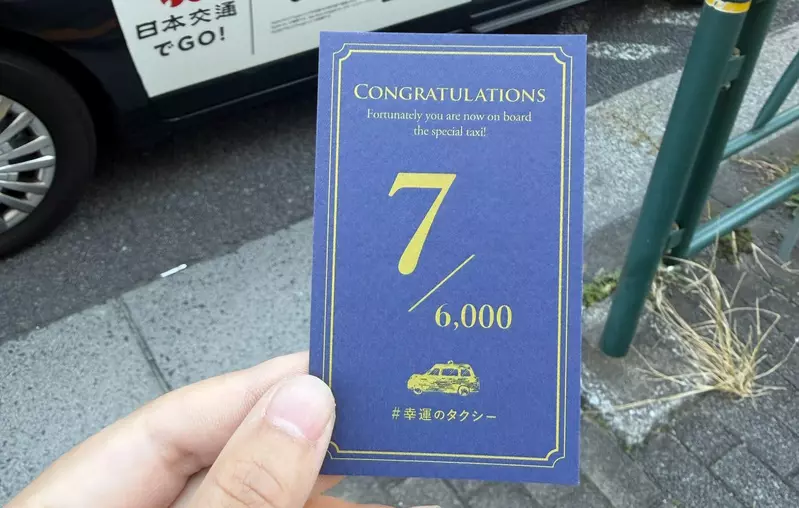 日本交通
でGO!
CONGRATULATIONS
Fortunately you are now on board
the special taxi!
7/
6,000
#幸運のタクシー